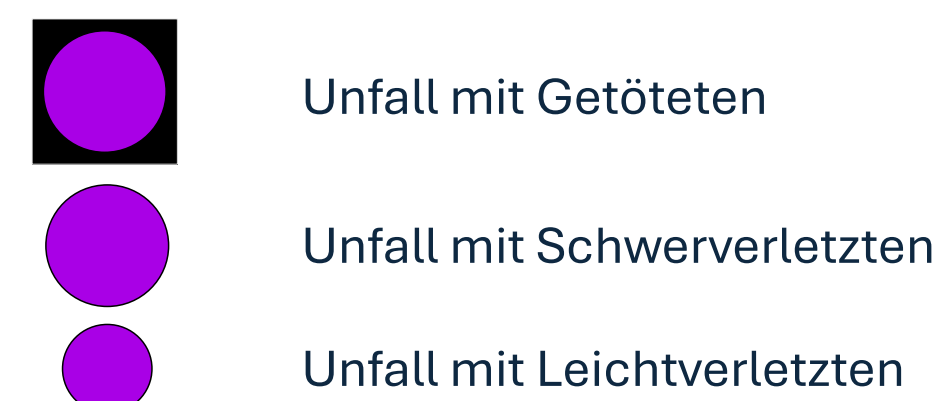 Unfall mit Getöteten
Unfall mit Schwerverletzten
Unfall mit Leichtverletzten